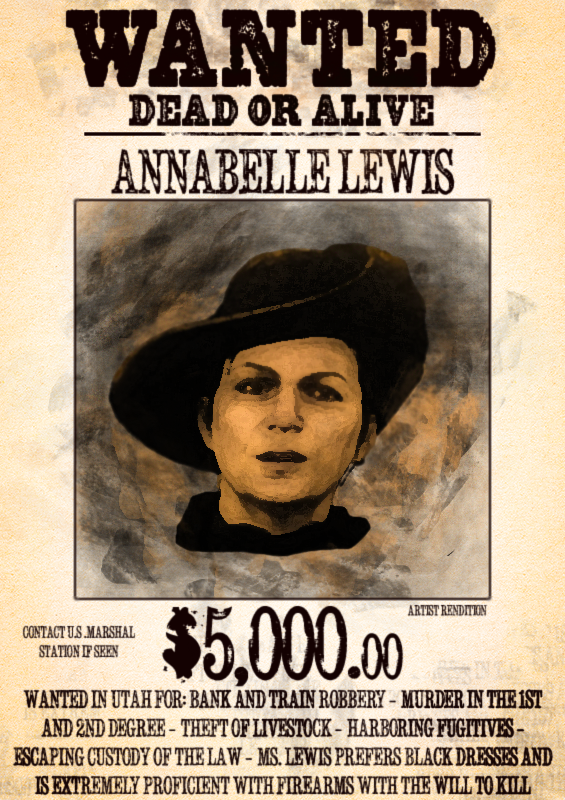 WANTED
DEAD OR ALIVE
ANNABELLE LEWIS
ARTIST RENDITION
CONTACT U.S .MARSHAL
STATION IF SEEN
$5,000.00
WANTED IN UTAH FOR: BANK AND TRAIN ROBBERY - MURDER IN THE 1ST
AND 2ND DEGREE - THEFT OF LIVESTOCK - HARBORING FUGITIVES -
ESCAPING CUSTODY OF THE LAW - MS. LEWIS PREFERS BLACK DRESSES AND
IS EXTREMELY PROFICIENT WITH FIREARMS WITH THE WILL TO KILL